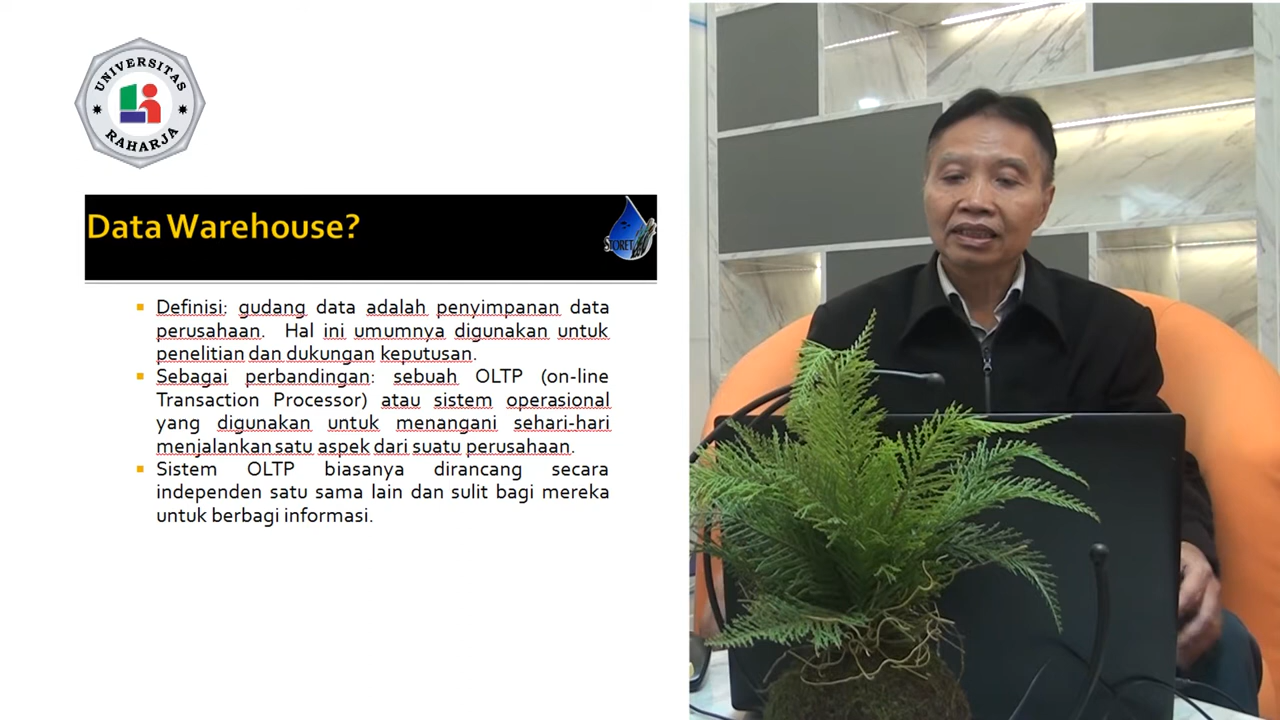 UNIVERSITAS
RAHARJA
Data Warehouse?
STORET
Definisi: gudang data adalah penyimpanan data
perusahaan. Hal ini umumnya digunakan untuk
penelitian dan dukungan keputusan.
Sebagai perbandingan: sebuah OLTP (on-line
Transaction Processor) atau sistem operasional
yang digunakan untuk menangani sehari-hari
menjalankan satu aspek dari suatu perusahaan.
Sistem OLTP biasanya dirancang secara
independen satu sama lain dan sulit bagi mereka
untuk berbagi informasi.